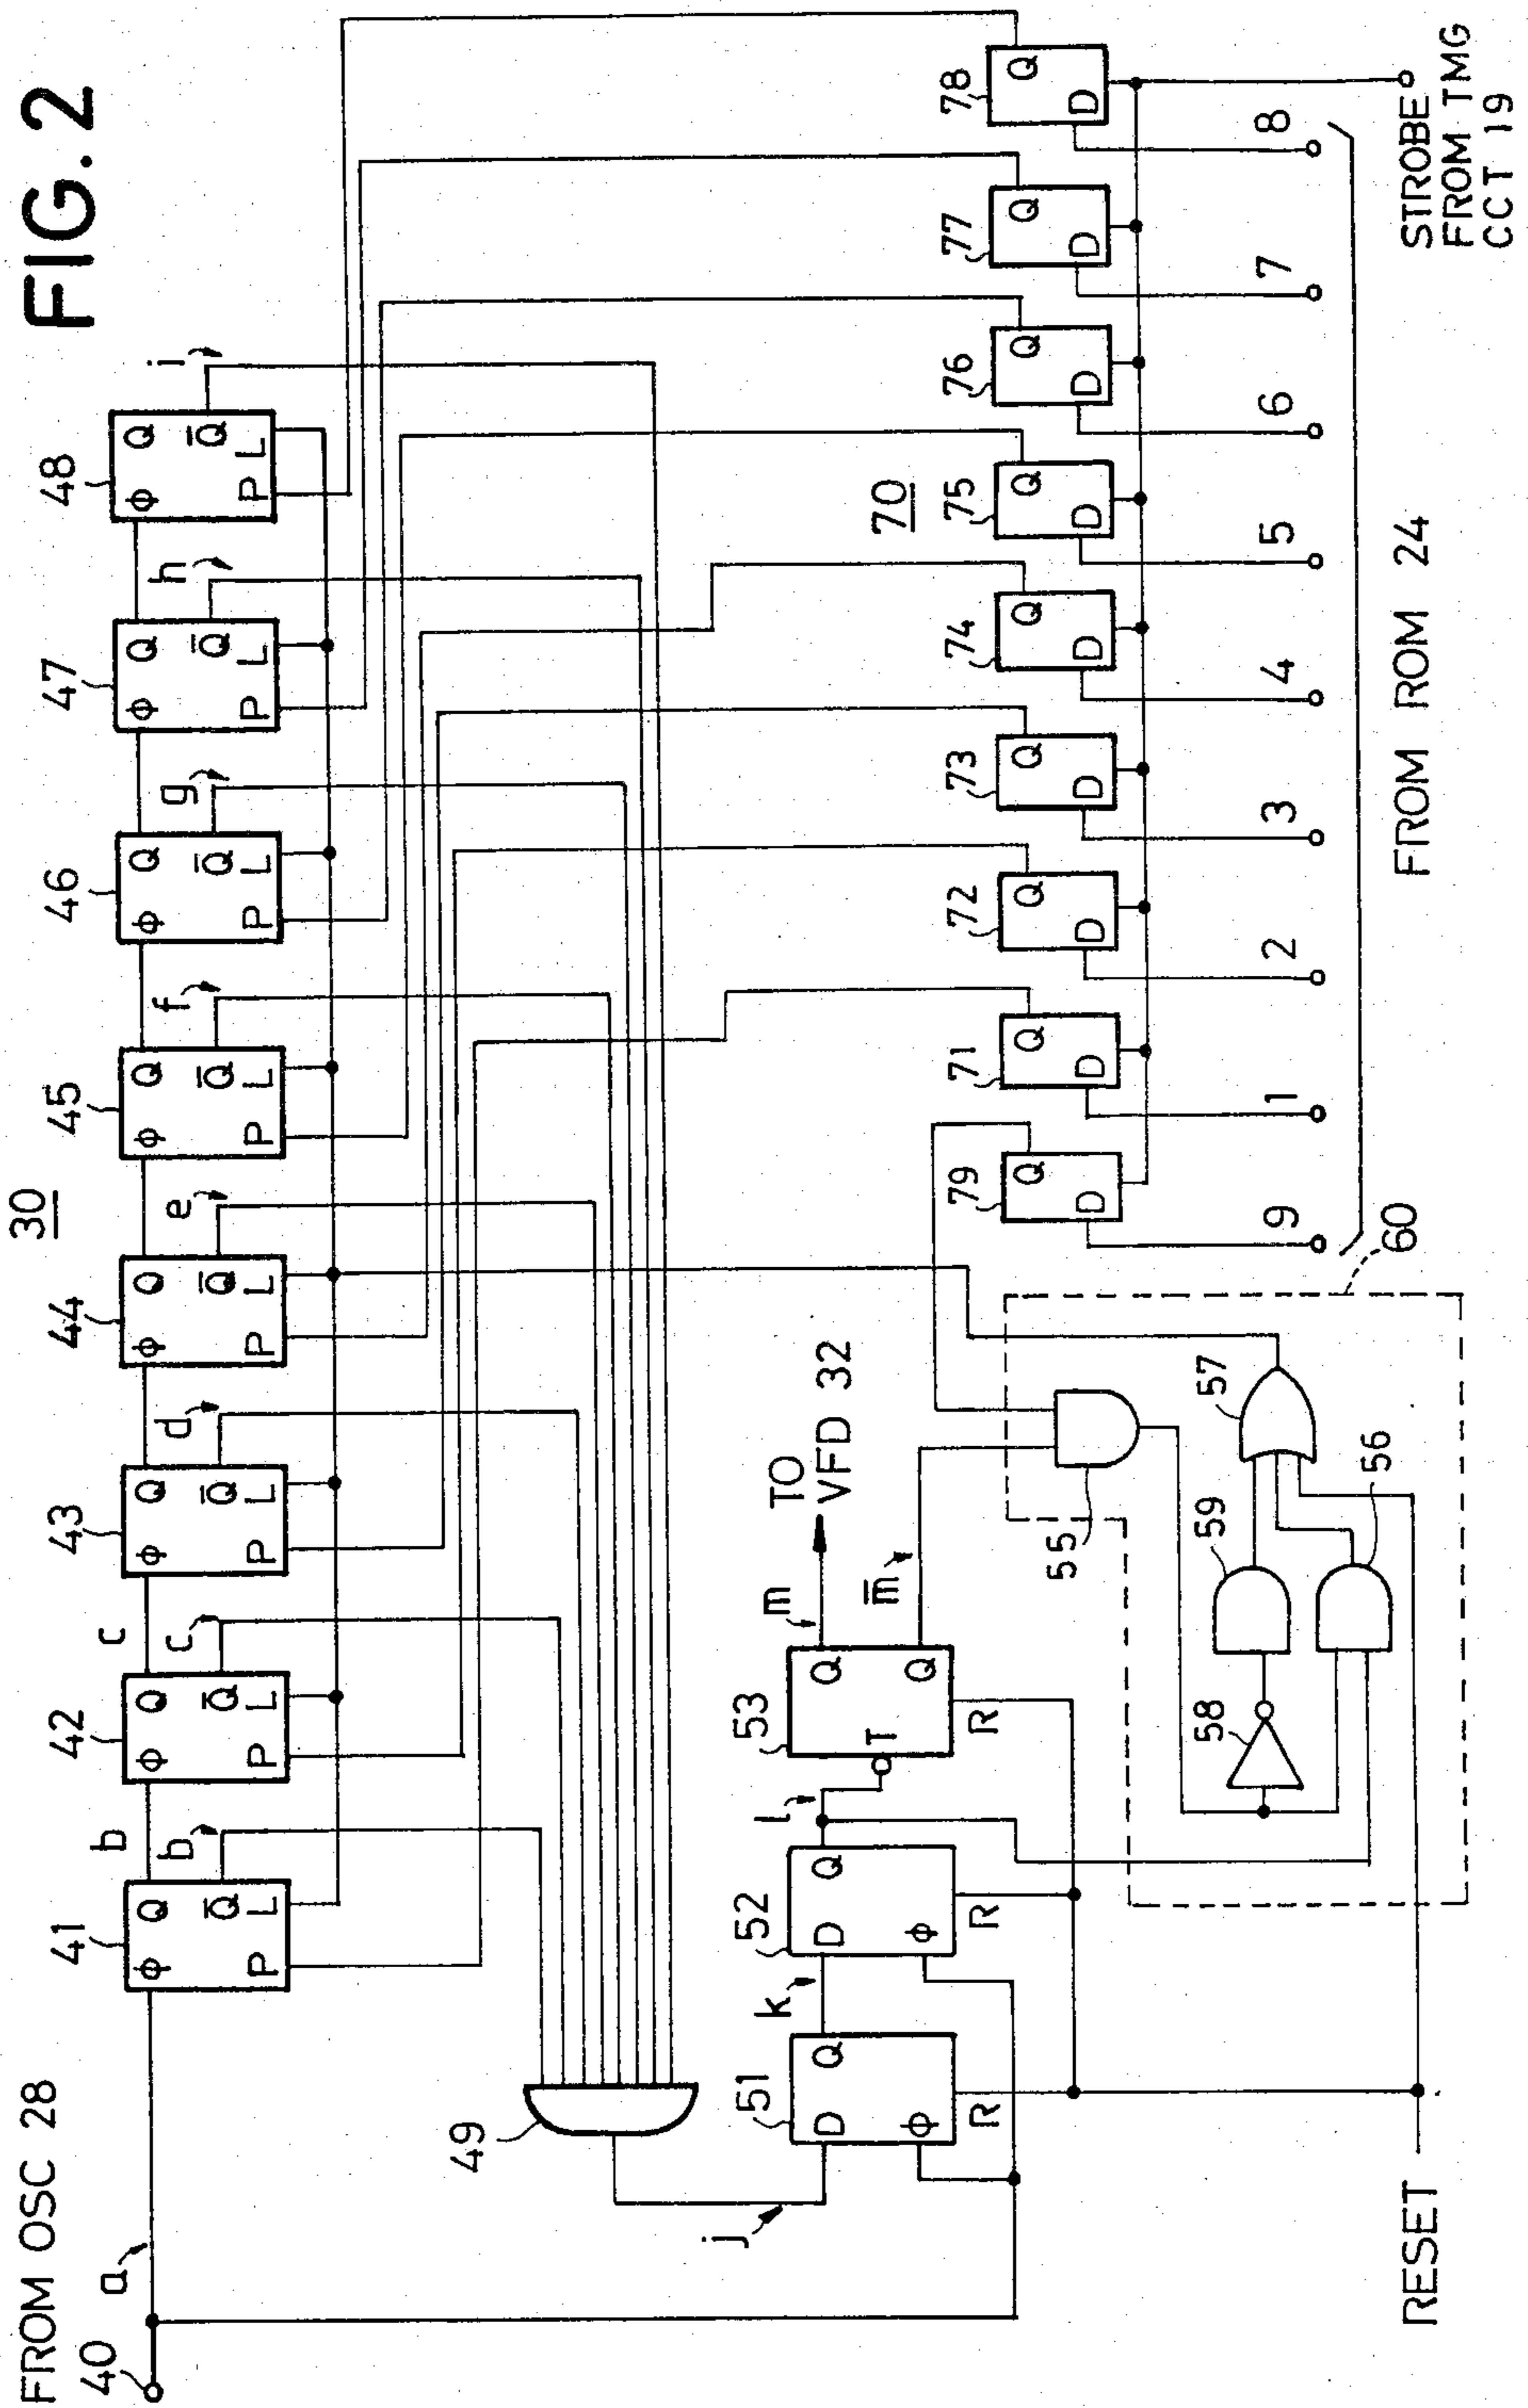 FIG. 2
FROM OSC 28
30
40
a
41
b
42
c
43
44
45
46
47
48
Φ Q Q̅ P L
Φ Q Q̅ P L
Φ Q Q̅ P L
Φ Q Q̅ P L
Φ Q Q̅ P L
Φ Q Q̅ P L
Φ Q Q̅ P L
Φ Q Q̅ P L
b
c
d
e
f
g
h
i
49
j
51
D Q Φ
R
k
52
D Q Φ
R
l
53
T Q Q
R
m
TO
VFD 32
m̅
55
56
57
58
59
60
RESET
70
79
71
72
73
74
75
76
77
78
D Q
D Q
D Q
D Q
D Q
D Q
D Q
D Q
D Q
9 1 2 3 4 5 6 7 8
FROM ROM 24
STROBE
FROM TMG
CCT 19